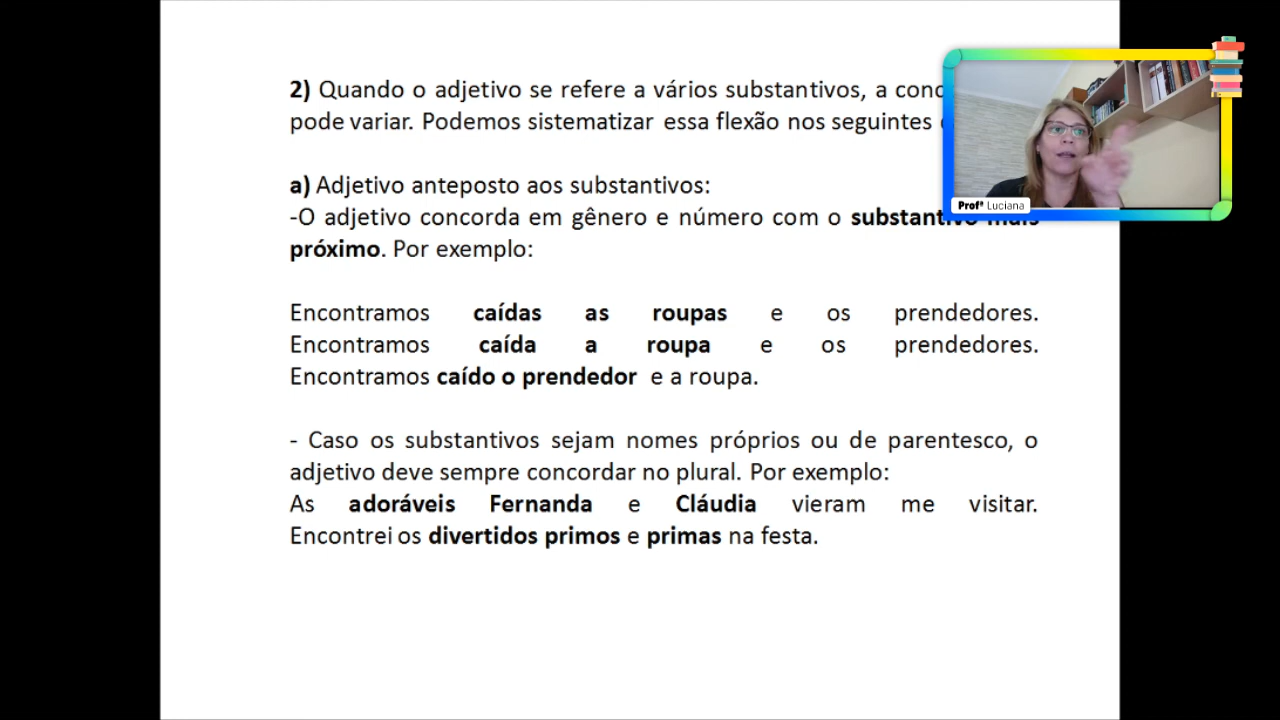 2) Quando o adjetivo se refere a vários substantivos, a
pode variar. Podemos sistematizar essa flexão nos seguintes
a) Adjetivo anteposto aos substantivos:
-O adjetivo concorda em gênero e número com o substantivo mais
próximo. Por exemplo:
Encontramos caídas as roupas e os prendedores.
Encontramos caída a roupa e os prendedores.
Encontramos caído o prendedor e a roupa.
- Caso os substantivos sejam nomes próprios ou de parentesco, o
adjetivo deve sempre concordar no plural. Por exemplo:
As adoráveis Fernanda e Cláudia vieram me visitar.
Encontrei os divertidos primos e primas na festa.
Profª Luciana